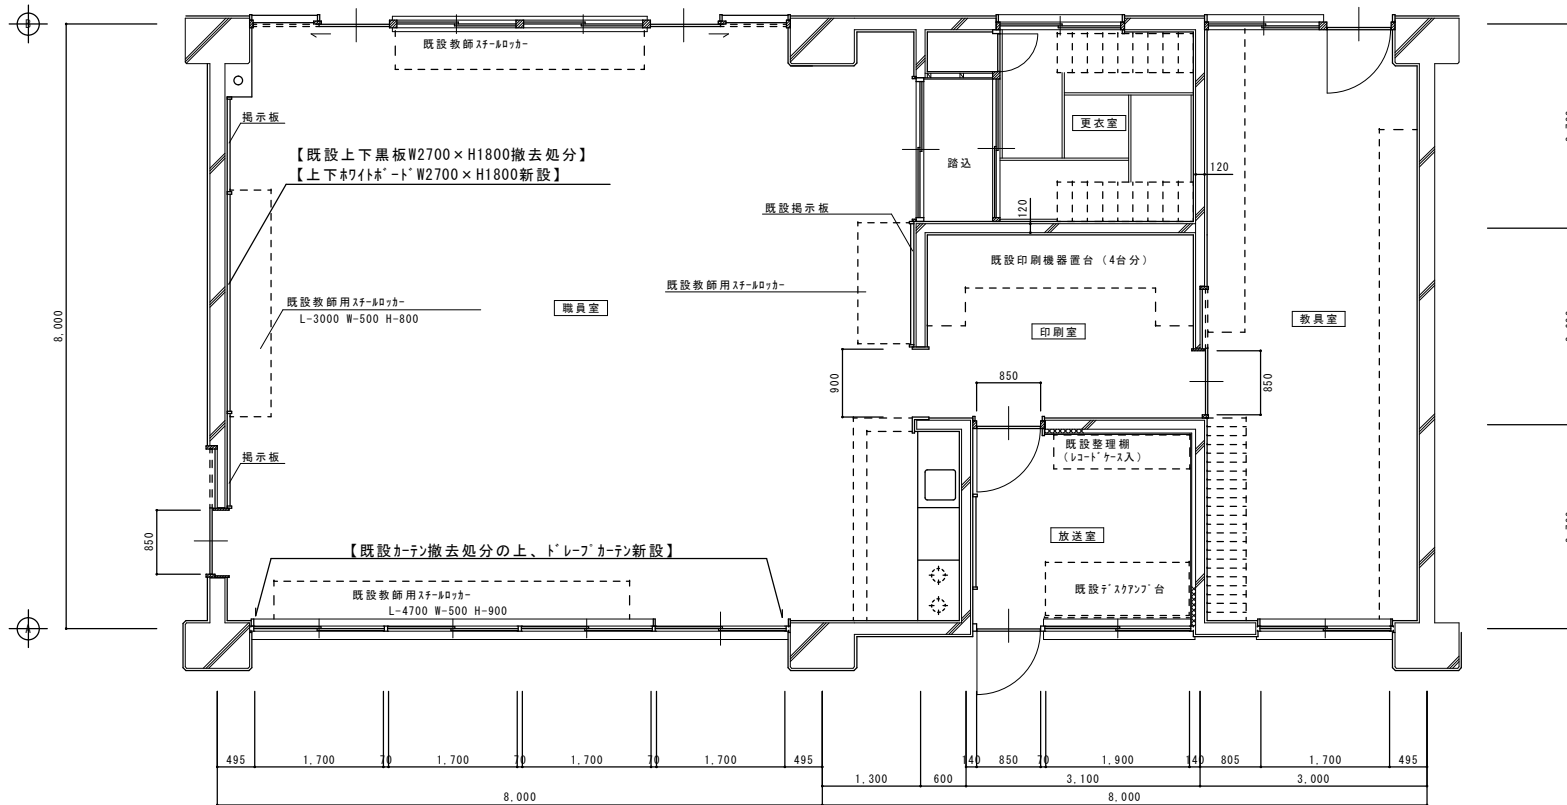 既設教師ｽﾁｰﾙﾛｯｶｰ
掲示板
【既設上下黒板W2700×H1800撤去処分】
【上下ﾎﾜｲﾄﾎﾞｰﾄﾞW2700×H1800新設】
更衣室
踏込
120
120
既設掲示板
既設印刷機器置台（4台分）
既設教師用ｽﾁｰﾙﾛｯｶｰ
既設教師用ｽﾁｰﾙﾛｯｶｰ
L-3000 W-500 H-800
職員室
印刷室
教具室
8,000
900
850
850
掲示板
既設整理棚
（ﾚｺｰﾄﾞｹｰｽ入）
850
放送室
【既設ｶｰﾃﾝ撤去処分の上、ﾄﾞﾚｰﾌﾟｶｰﾃﾝ新設】
既設ﾃﾞｽｸｱﾝﾌﾟ台
既設教師用ｽﾁｰﾙﾛｯｶｰ
L-4700 W-500 H-900
A
495
1,700
70
1,700
70
1,700
70
1,700
495
140
850
70
1,900
140
805
1,700
495
1,300
600
3,100
3,000
8,000
8,000